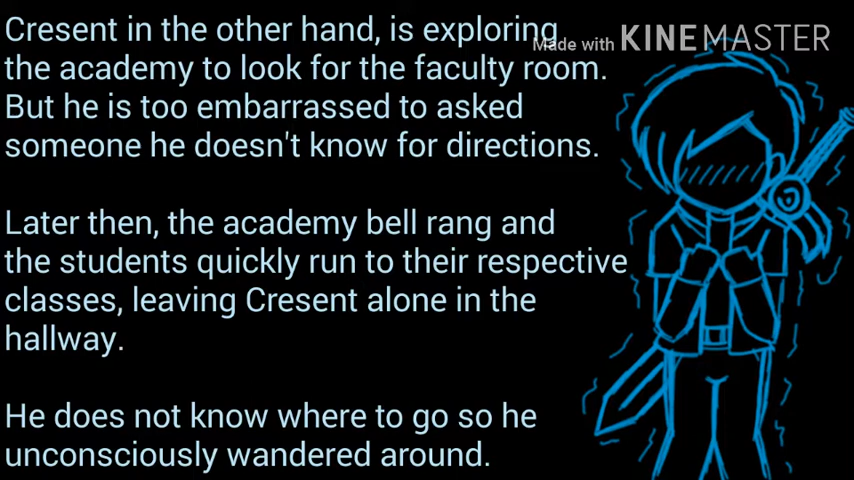 Cresent in the other hand, is exploring
Made with KINEMASTER
the academy to look for the faculty room.
But he is too embarrassed to asked
someone he doesn't know for directions.
Later then, the academy bell rang and
the students quickly run to their respective
classes, leaving Cresent alone in the
hallway.
He does not know where to go so he
unconsciously wandered around.